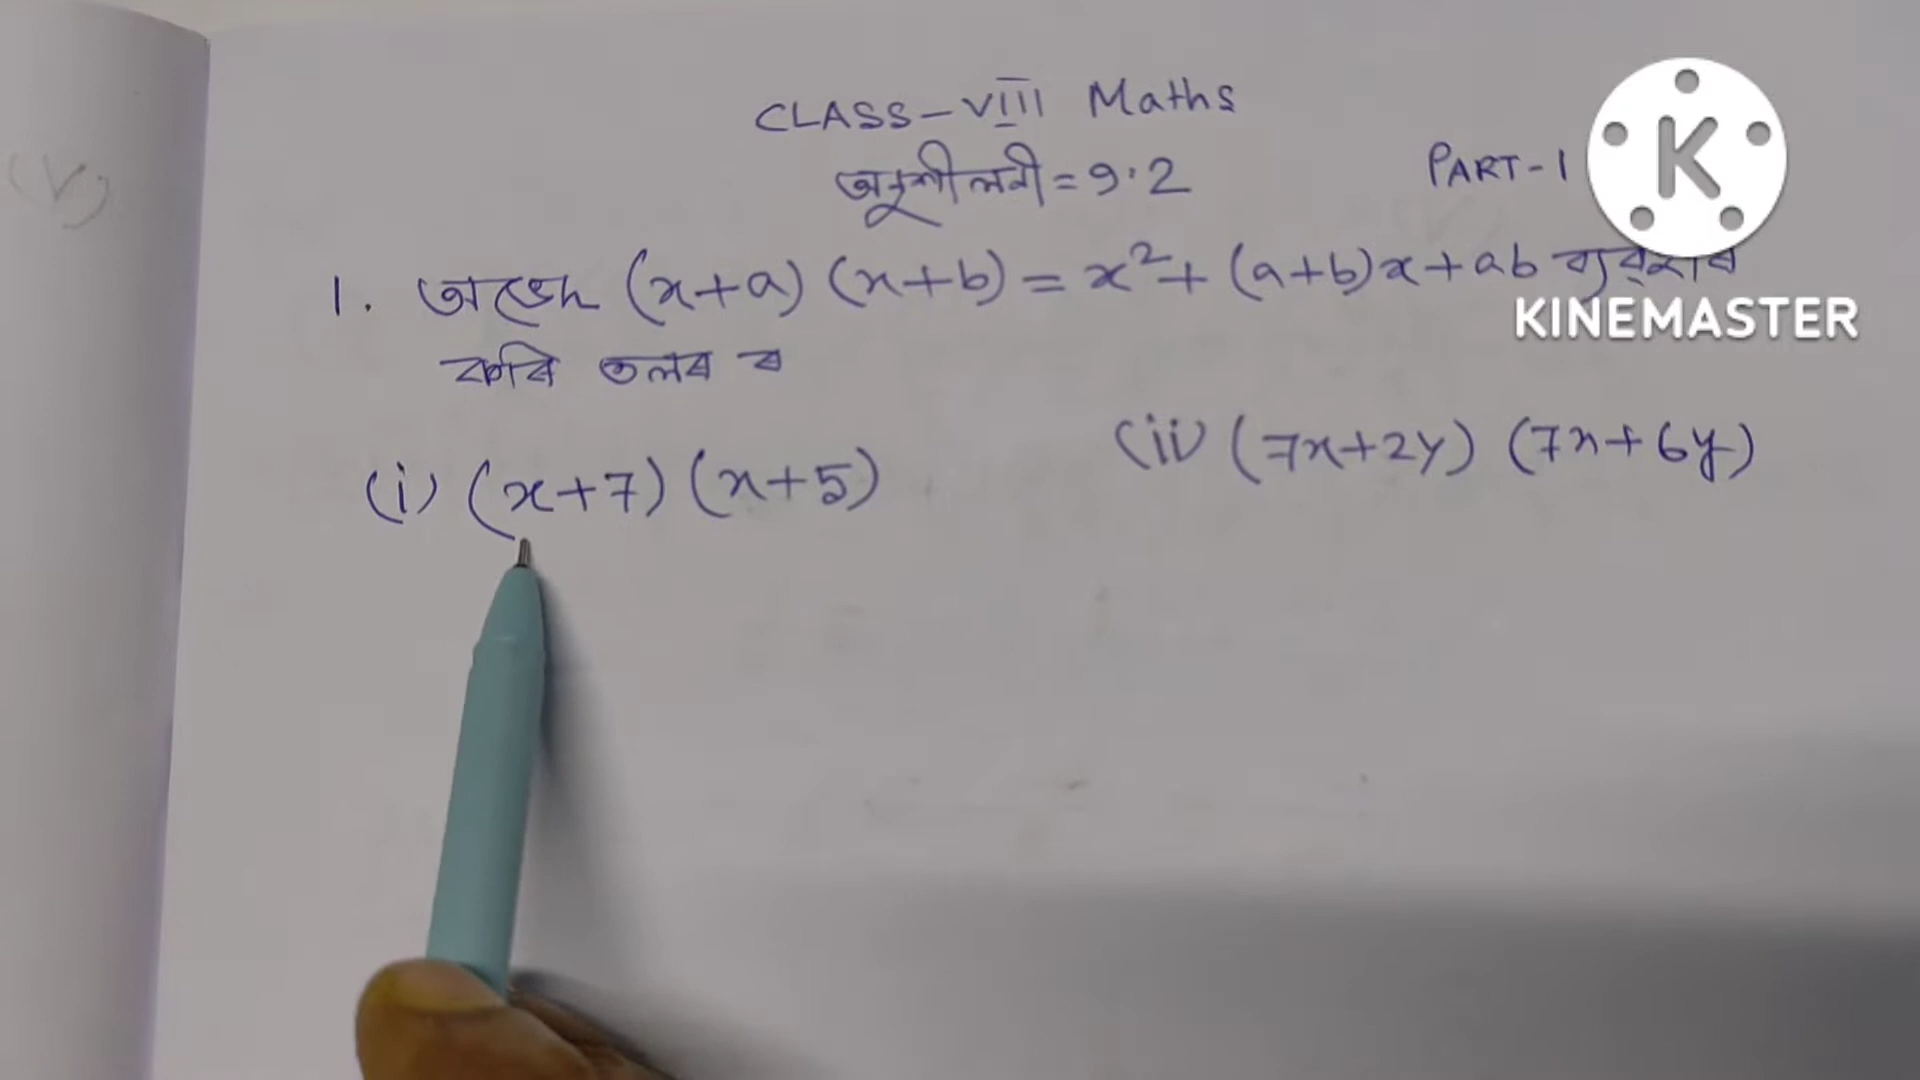 CLASS-VIII Maths
অনুশীলনী = 9.2
PART-1
1. অভেদ (x+a) (x+b) = x²+ (a+b)x+ab ব্যৱহাৰ
KINEMASTER
কৰি তলৰ ৰ
(i) (x+7) (x+5)
(ii) (7x+2y) (7x+6y)
(v)